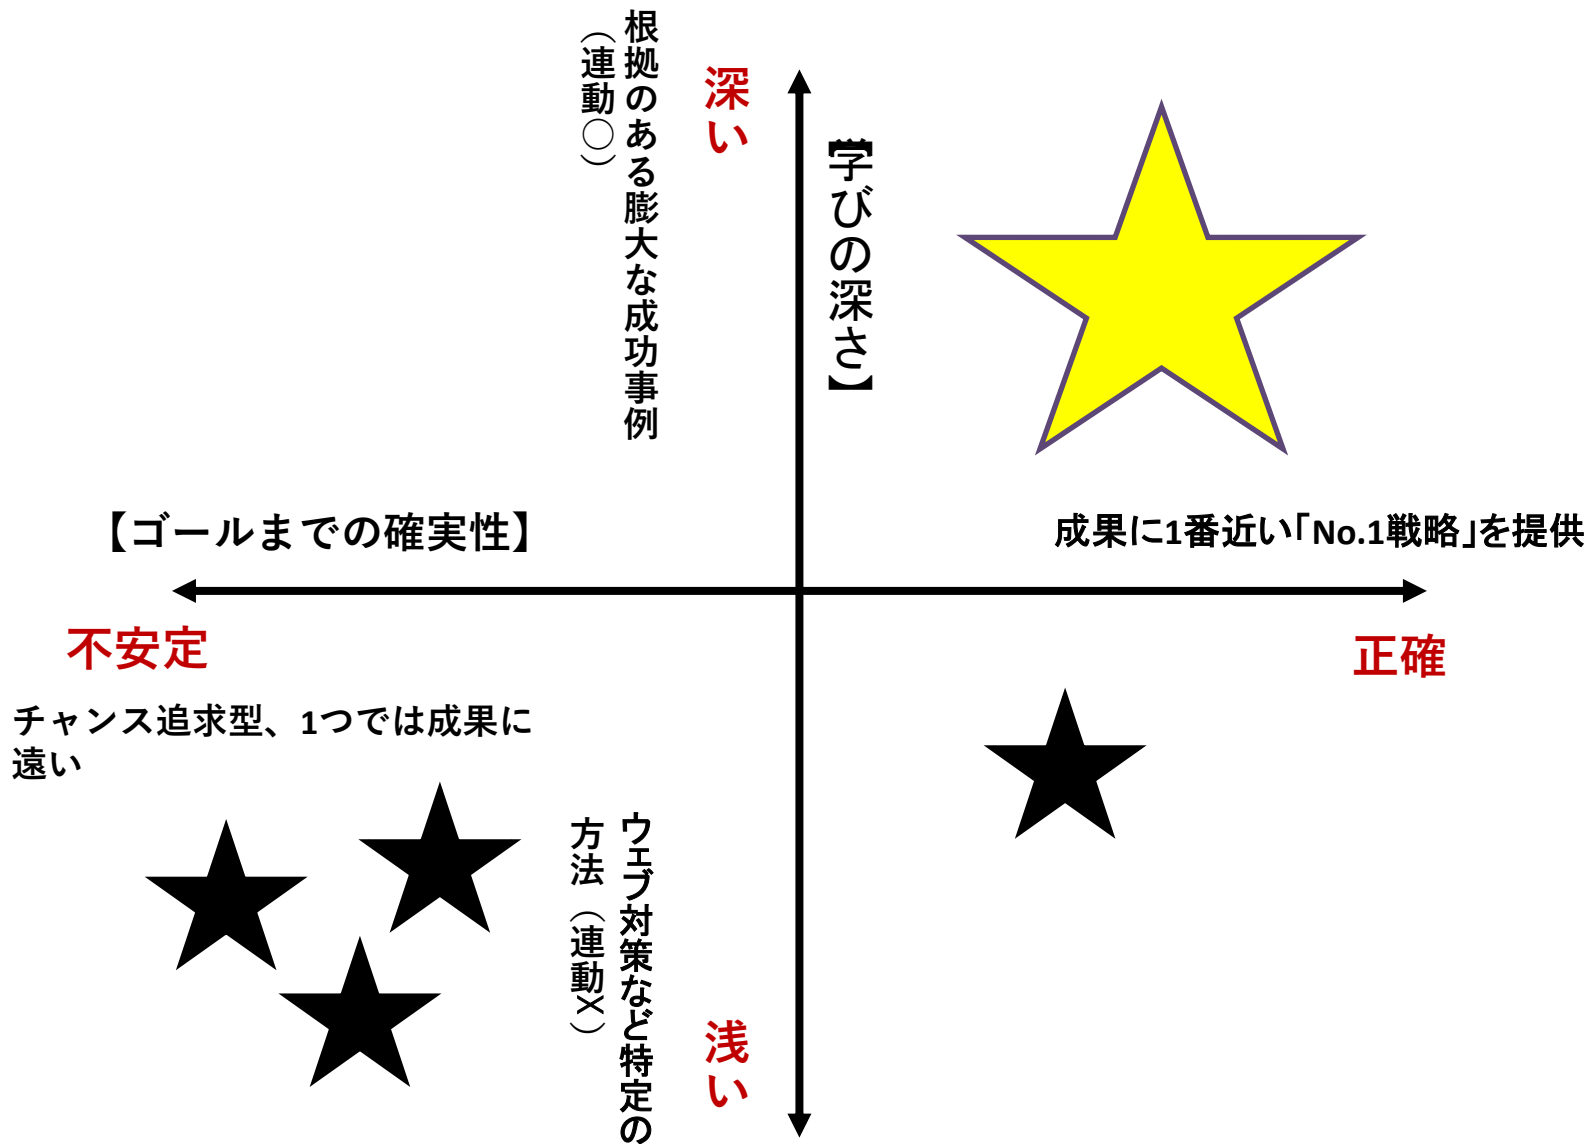 根拠のある膨大な成功事例
（連動○）
深い
【学びの深さ】
【ゴールまでの確実性】
成果に1番近い「No.1戦略」を提供
不安定
正確
チャンス追求型、1つでは成果に
遠い
ウェブ対策など特定の
方法（連動×）
浅い